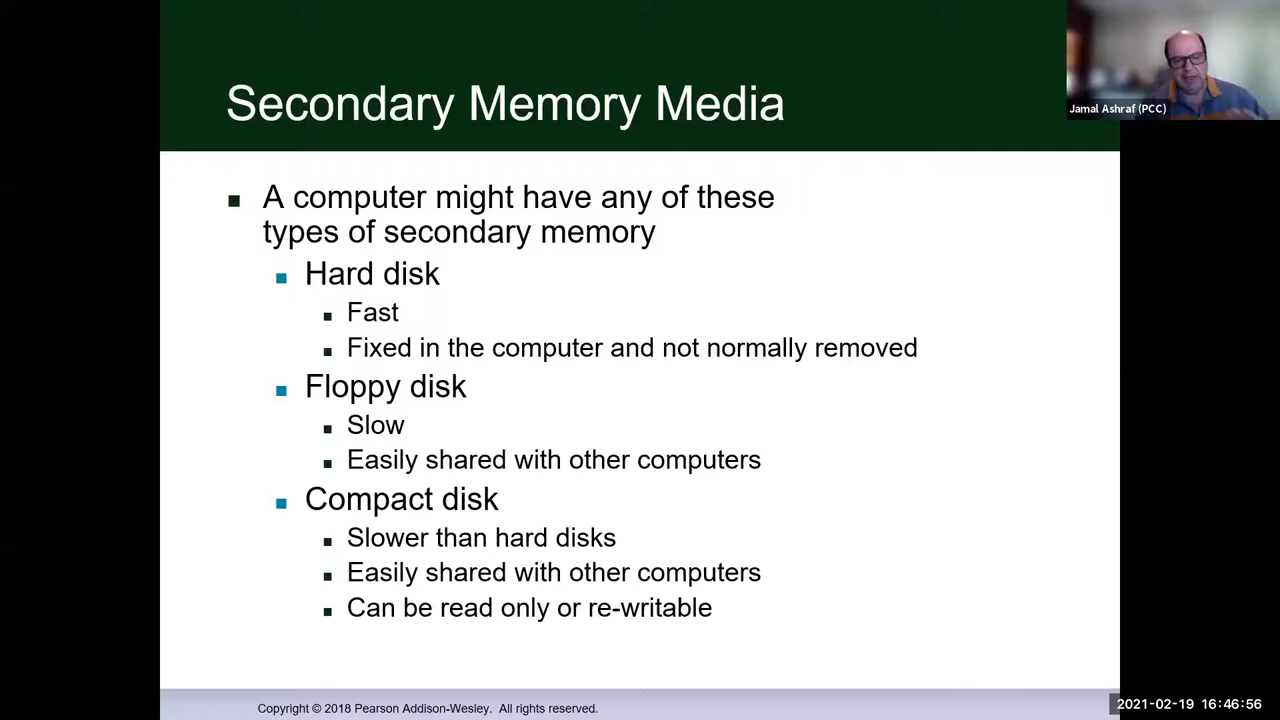 Secondary Memory Media
Jamal Ashraf (PCC)
A computer might have any of these
types of secondary memory
Hard disk
Fast
Fixed in the computer and not normally removed
Floppy disk
Slow
Easily shared with other computers
Compact disk
Slower than hard disks
Easily shared with other computers
Can be read only or re-writable
Copyright © 2018 Pearson Addison-Wesley. All rights reserved.
2021-02-19 16:46:56